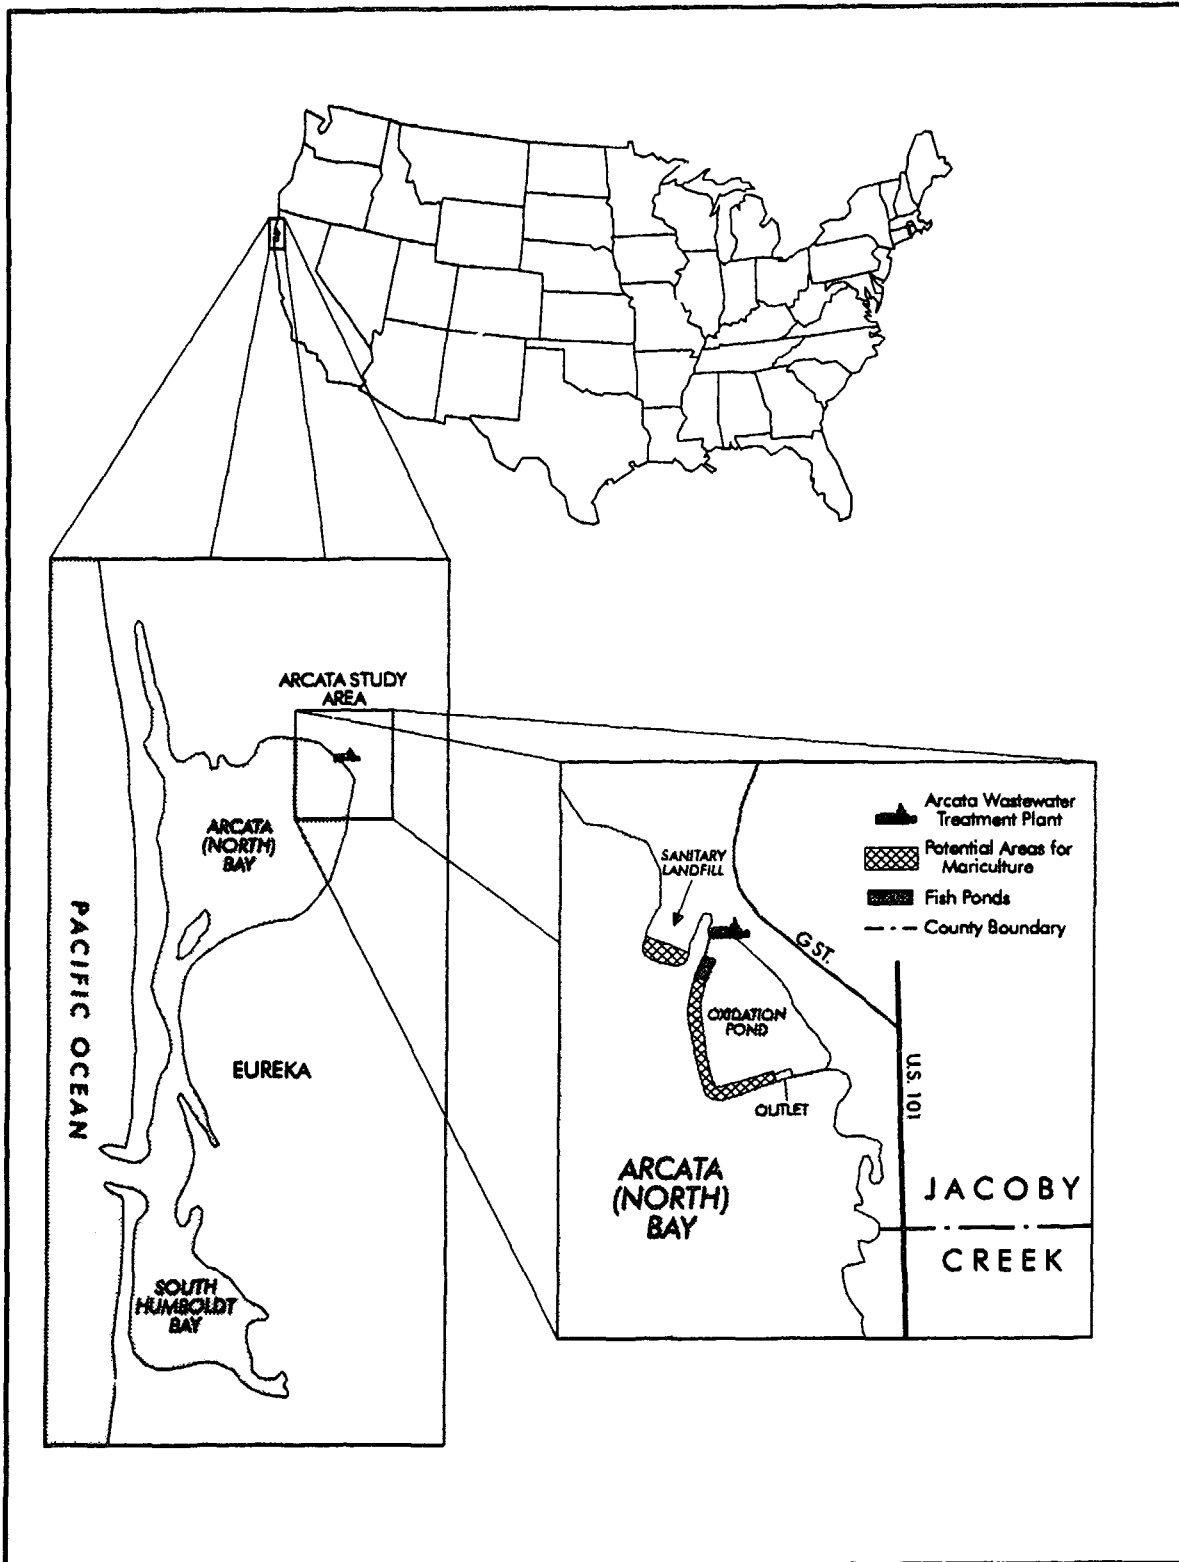 ARCATA STUDY
AREA
ARCATA
(NORTH)
BAY
PACIFIC OCEAN
EUREKA
SOUTH
HUMBOLDT
BAY
Arcata Wastewater
Treatment Plant
Potential Areas for
Mariculture
Fish Ponds
County Boundary
SANITARY
LANDFILL
G ST.
OXIDATION
POND
U.S. 101
OUTLET
ARCATA
(NORTH)
BAY
JACOBY
CREEK